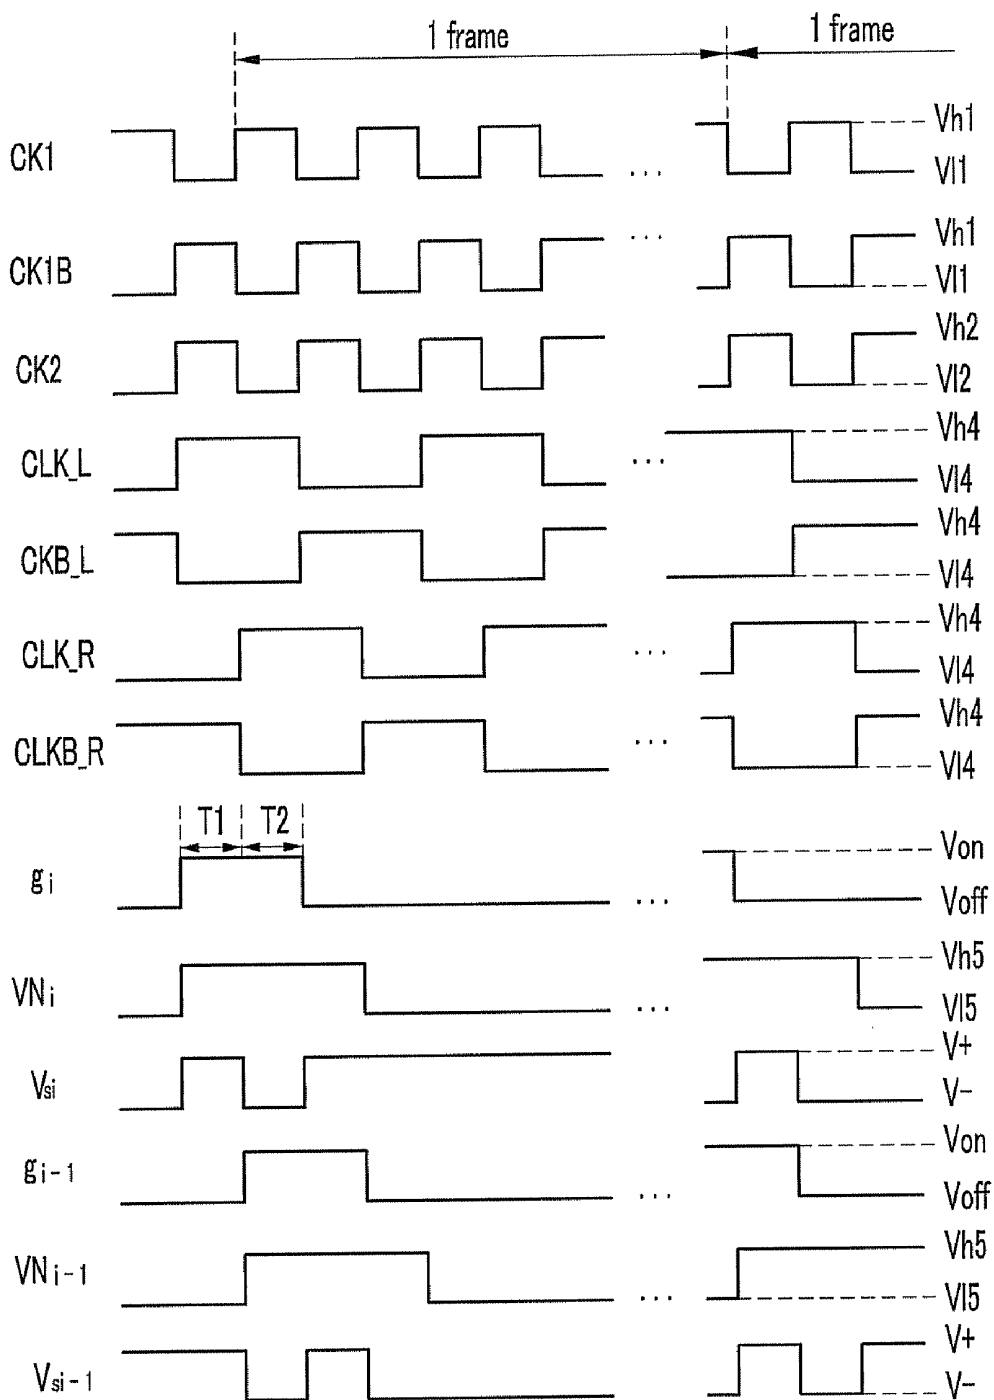 1 frame
1 frame
CK1
Vh1
Vl1
...
CK1B
Vh1
Vl1
...
CK2
Vh2
Vl2
CLK_L
Vh4
Vl4
...
CKB_L
Vh4
Vl4
CLK_R
Vh4
Vl4
...
CLKB_R
Vh4
Vl4
...
T1 T2
gi
Von
Voff
...
VNi
Vh5
Vl5
...
Vsi
V+
V-
gi-1
Von
Voff
...
VNi-1
Vh5
Vl5
...
Vsi-1
V+
V-